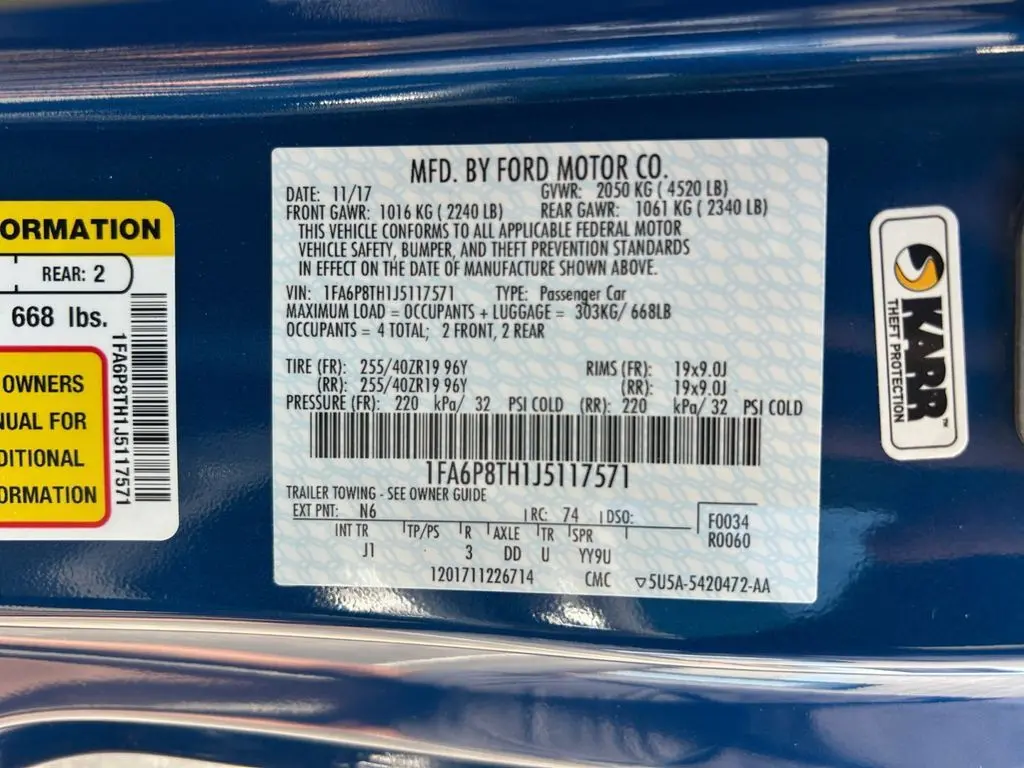 ORMATION
REAR: 2
668 lbs.
OWNERS
NUAL FOR
DITIONAL
ORMATION
1FA6P8TH1J5117571
MFD. BY FORD MOTOR CO.
DATE: 11/17 GVWR: 2050 KG ( 4520 LB)
FRONT GAWR: 1016 KG ( 2240 LB) REAR GAWR: 1061 KG ( 2340 LB)
THIS VEHICLE CONFORMS TO ALL APPLICABLE FEDERAL MOTOR
VEHICLE SAFETY, BUMPER, AND THEFT PREVENTION STANDARDS
IN EFFECT ON THE DATE OF MANUFACTURE SHOWN ABOVE.
VIN: 1FA6P8TH1J5117571 TYPE: Passenger Car
MAXIMUM LOAD = OCCUPANTS + LUGGAGE = 303KG/ 668LB
OCCUPANTS = 4 TOTAL; 2 FRONT, 2 REAR
TIRE (FR): 255/40ZR19 96Y RIMS (FR): 19x9.0J
(RR): 255/40ZR19 96Y (RR): 19x9.0J
PRESSURE (FR): 220 kPa/ 32 PSI COLD (RR): 220 kPa/ 32 PSI COLD
1FA6P8TH1J5117571
TRAILER TOWING - SEE OWNER GUIDE
EXT PNT: N6 RC: 74 DSO: F0034
INT TR TP/PS R AXLE TR SPR R0060
J1 3 DD U YY9U
1201711226714 CMC ▽5U5A-5420472-AA
KARR™
THEFT PROTECTION